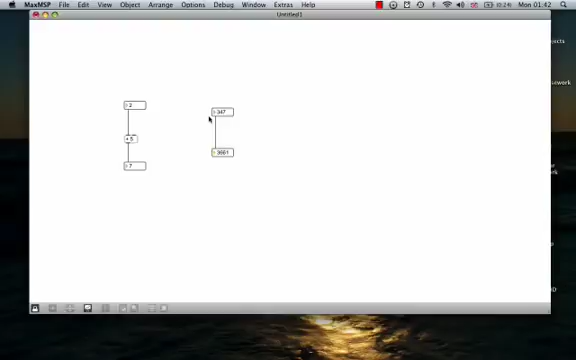 MaxMSP File Edit View Object Arrange Options Debug Window Extras Help Mon 01:42
Untitled1
2
347
+ 5
3661
7